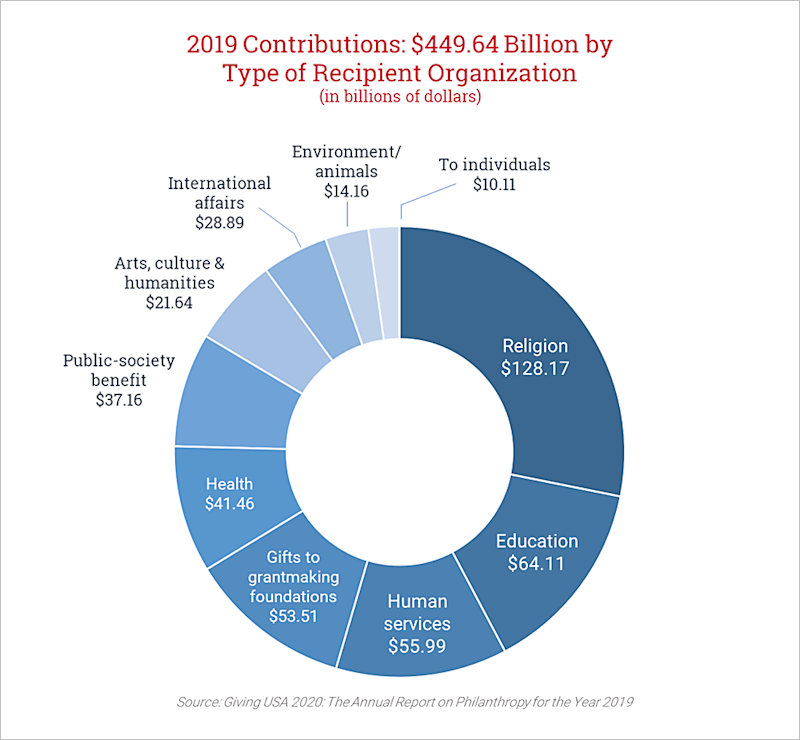 2019 Contributions: $449.64 Billion by
Type of Recipient Organization
(in billions of dollars)
Environment/
animals
$14.16
To individuals
$10.11
International
affairs
$28.89
Arts, culture &
humanities
$21.64
Public-society
benefit
$37.16
Religion
$128.17
Health
$41.46
Education
$64.11
Gifts to
grantmaking
foundations
$53.51
Human
services
$55.99
Source: Giving USA 2020: The Annual Report on Philanthropy for the Year 2019